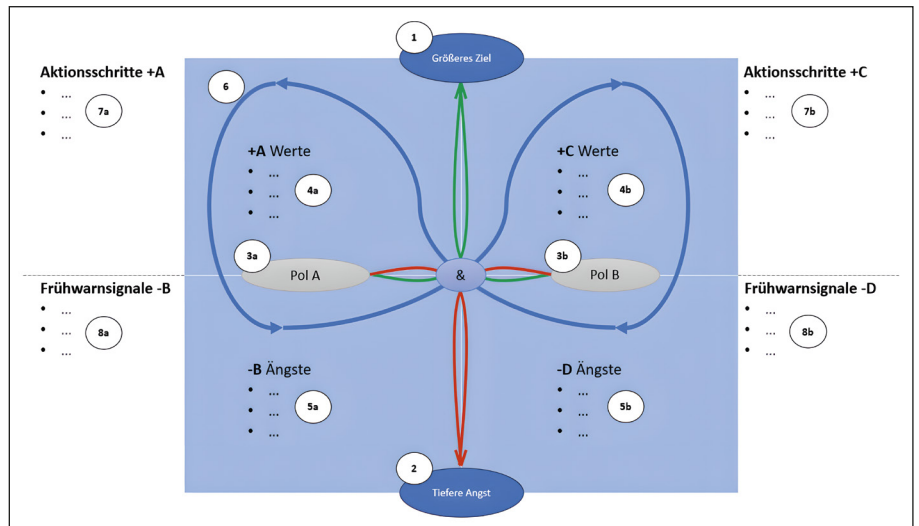 1
Größeres Ziel
Aktionsschritte +A
• ...
• ...
• ...
7a
6
+A Werte
• ...
• ...
• ...
4a
+C Werte
• ...
• ...
• ...
4b
Aktionsschritte +C
• ...
• ...
• ...
7b
3a
Pol A
&
3b
Pol B
Frühwarnsignale -B
• ...
• ...
• ...
8a
-B Ängste
• ...
• ...
• ...
5a
-D Ängste
• ...
• ...
• ...
5b
Frühwarnsignale -D
• ...
• ...
• ...
8b
2
Tiefere Angst